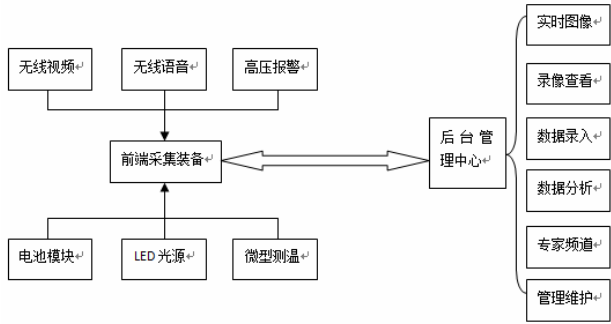 无线视频
无线语音
高压报警
前端采集装备
电池模块
LED光源
微型测温
后台管
理中心
实时图像
录像查看
数据录入
数据分析
专家频道
管理维护